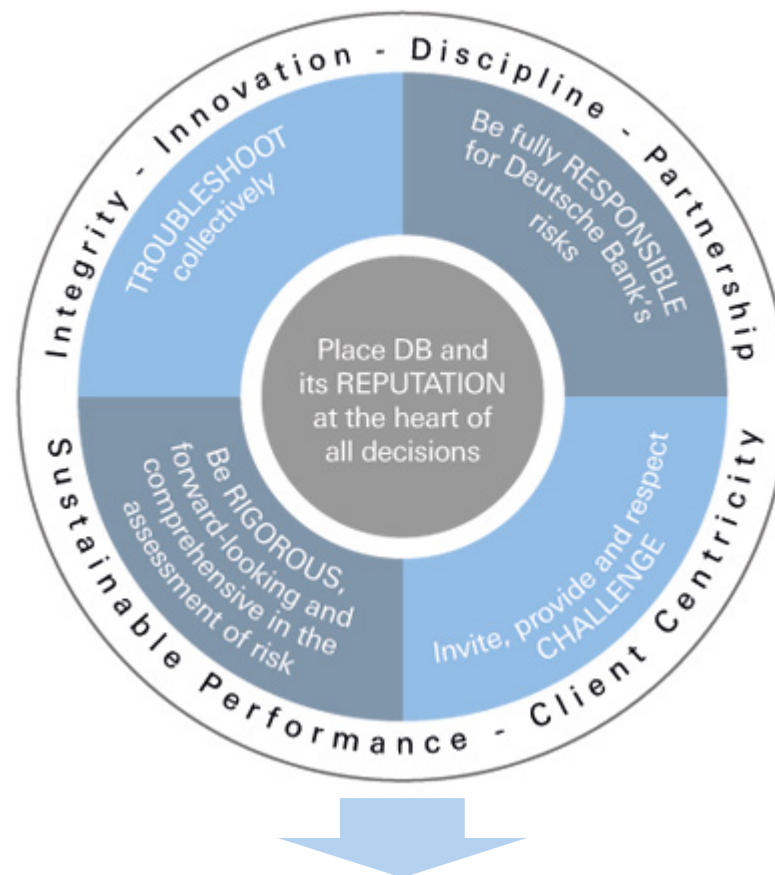 Integrity - Innovation - Discipline - Partnership
TROUBLESHOOT
collectively
Be fully RESPONSIBLE
for Deutsche Bank's
risks
Place DB and
its REPUTATION
at the heart of
all decisions
Be RIGOROUS,
forward-looking and
comprehensive in the
assessment of risk
Invite, provide and respect
CHALLENGE
Sustainable Performance - Client Centricity